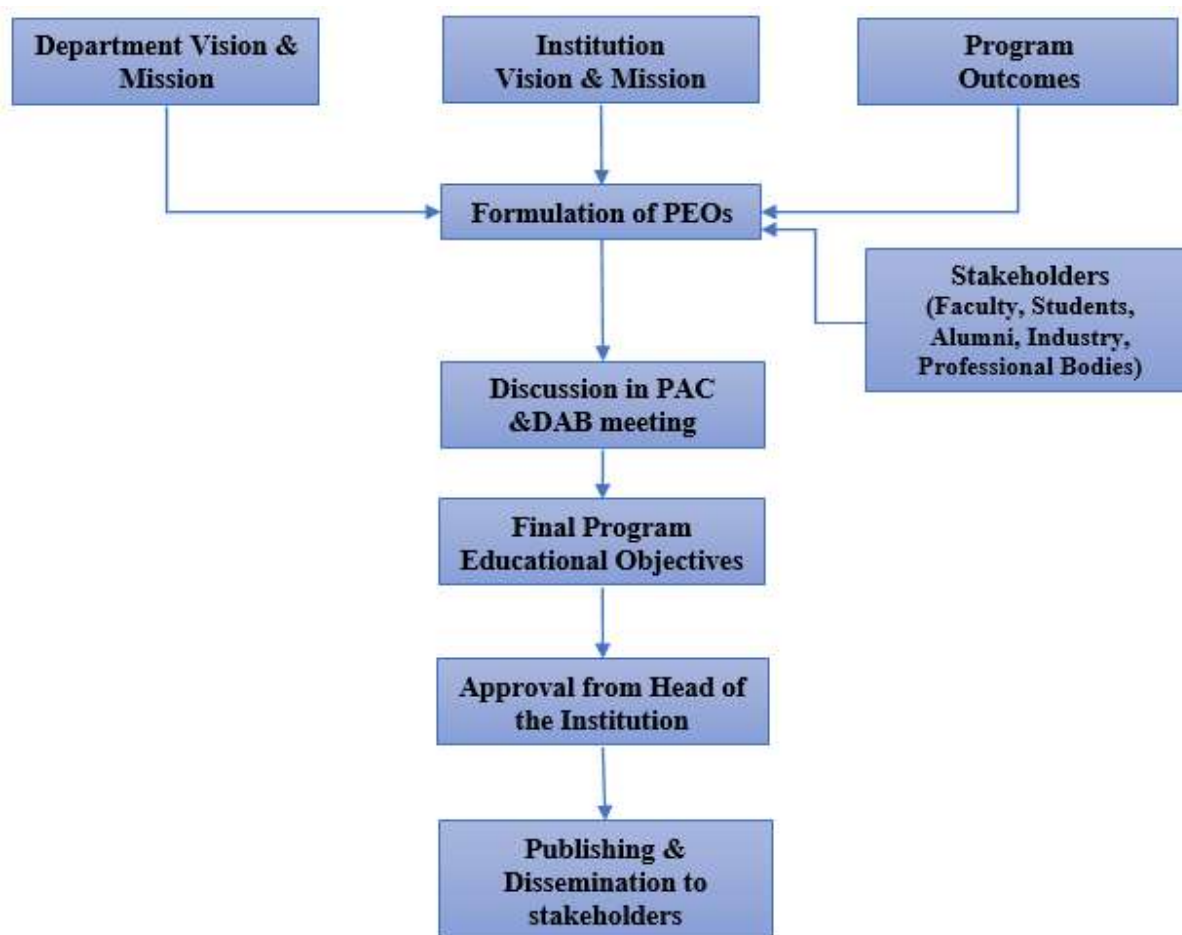 Department Vision &
Mission
Institution
Vision & Mission
Program
Outcomes
Formulation of PEOs
Stakeholders
(Faculty, Students,
Alumni, Industry,
Professional Bodies)
Discussion in PAC
&DAB meeting
Final Program
Educational Objectives
Approval from Head of
the Institution
Publishing &
Dissemination to
stakeholders